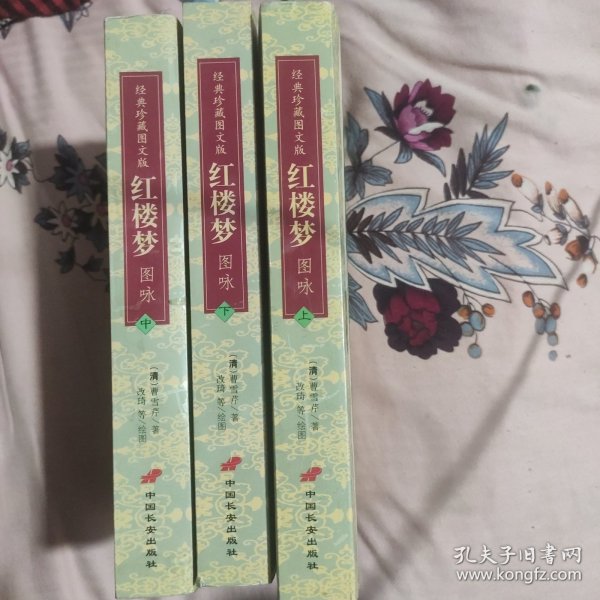 经典珍藏图文版
红楼梦
图咏
中
(清)曹雪芹/著
改琦 等/绘图
中国长安出版社
经典珍藏图文版
红楼梦
图咏
下
(清)曹雪芹/著
改琦 等/绘图
中国长安出版社
经典珍藏图文版
红楼梦
图咏
上
(清)曹雪芹/著
改琦 等/绘图
中国长安出版社
孔夫子旧书网
www.kongfz.com